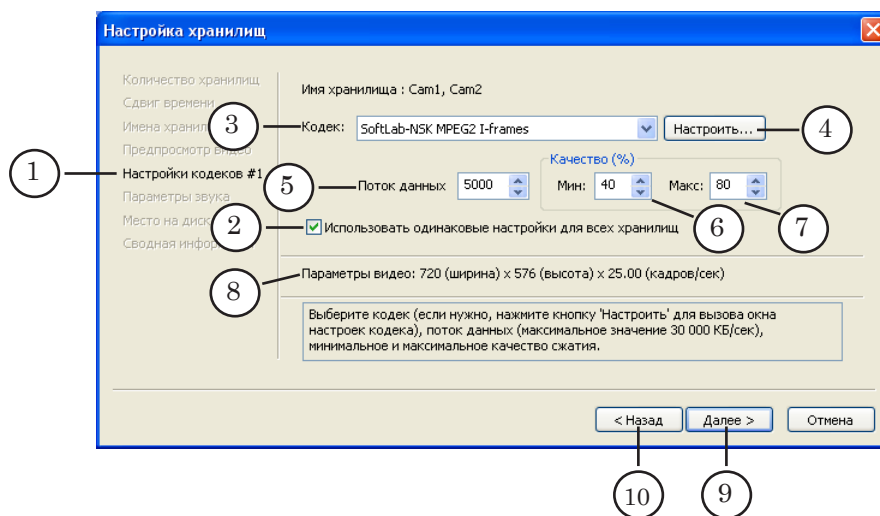 Настройка хранилищ
Количество хранилищ
Сдвиг времени
Имена хранил
Предпросмотр видео
Настройки кодеков #1
Параметры звука
Место на диск
Сводная инфор
Имя хранилища : Cam1, Cam2
3 Кодек: SoftLab-NSK MPEG2 I-frames Настроить... 4
1
Качество (%)
5 Поток данных 5000 Мин: 40 Макс: 80
2 Использовать одинаковые настройки для всех хранилищ 6 7
8 Параметры видео: 720 (ширина) x 576 (высота) x 25.00 (кадров/сек)
Выберите кодек (если нужно, нажмите кнопку 'Настроить' для вызова окна
настроек кодека), поток данных (максимальное значение 30 000 КБ/сек),
минимальное и максимальное качество сжатия.
< Назад Далее > Отмена
10 9